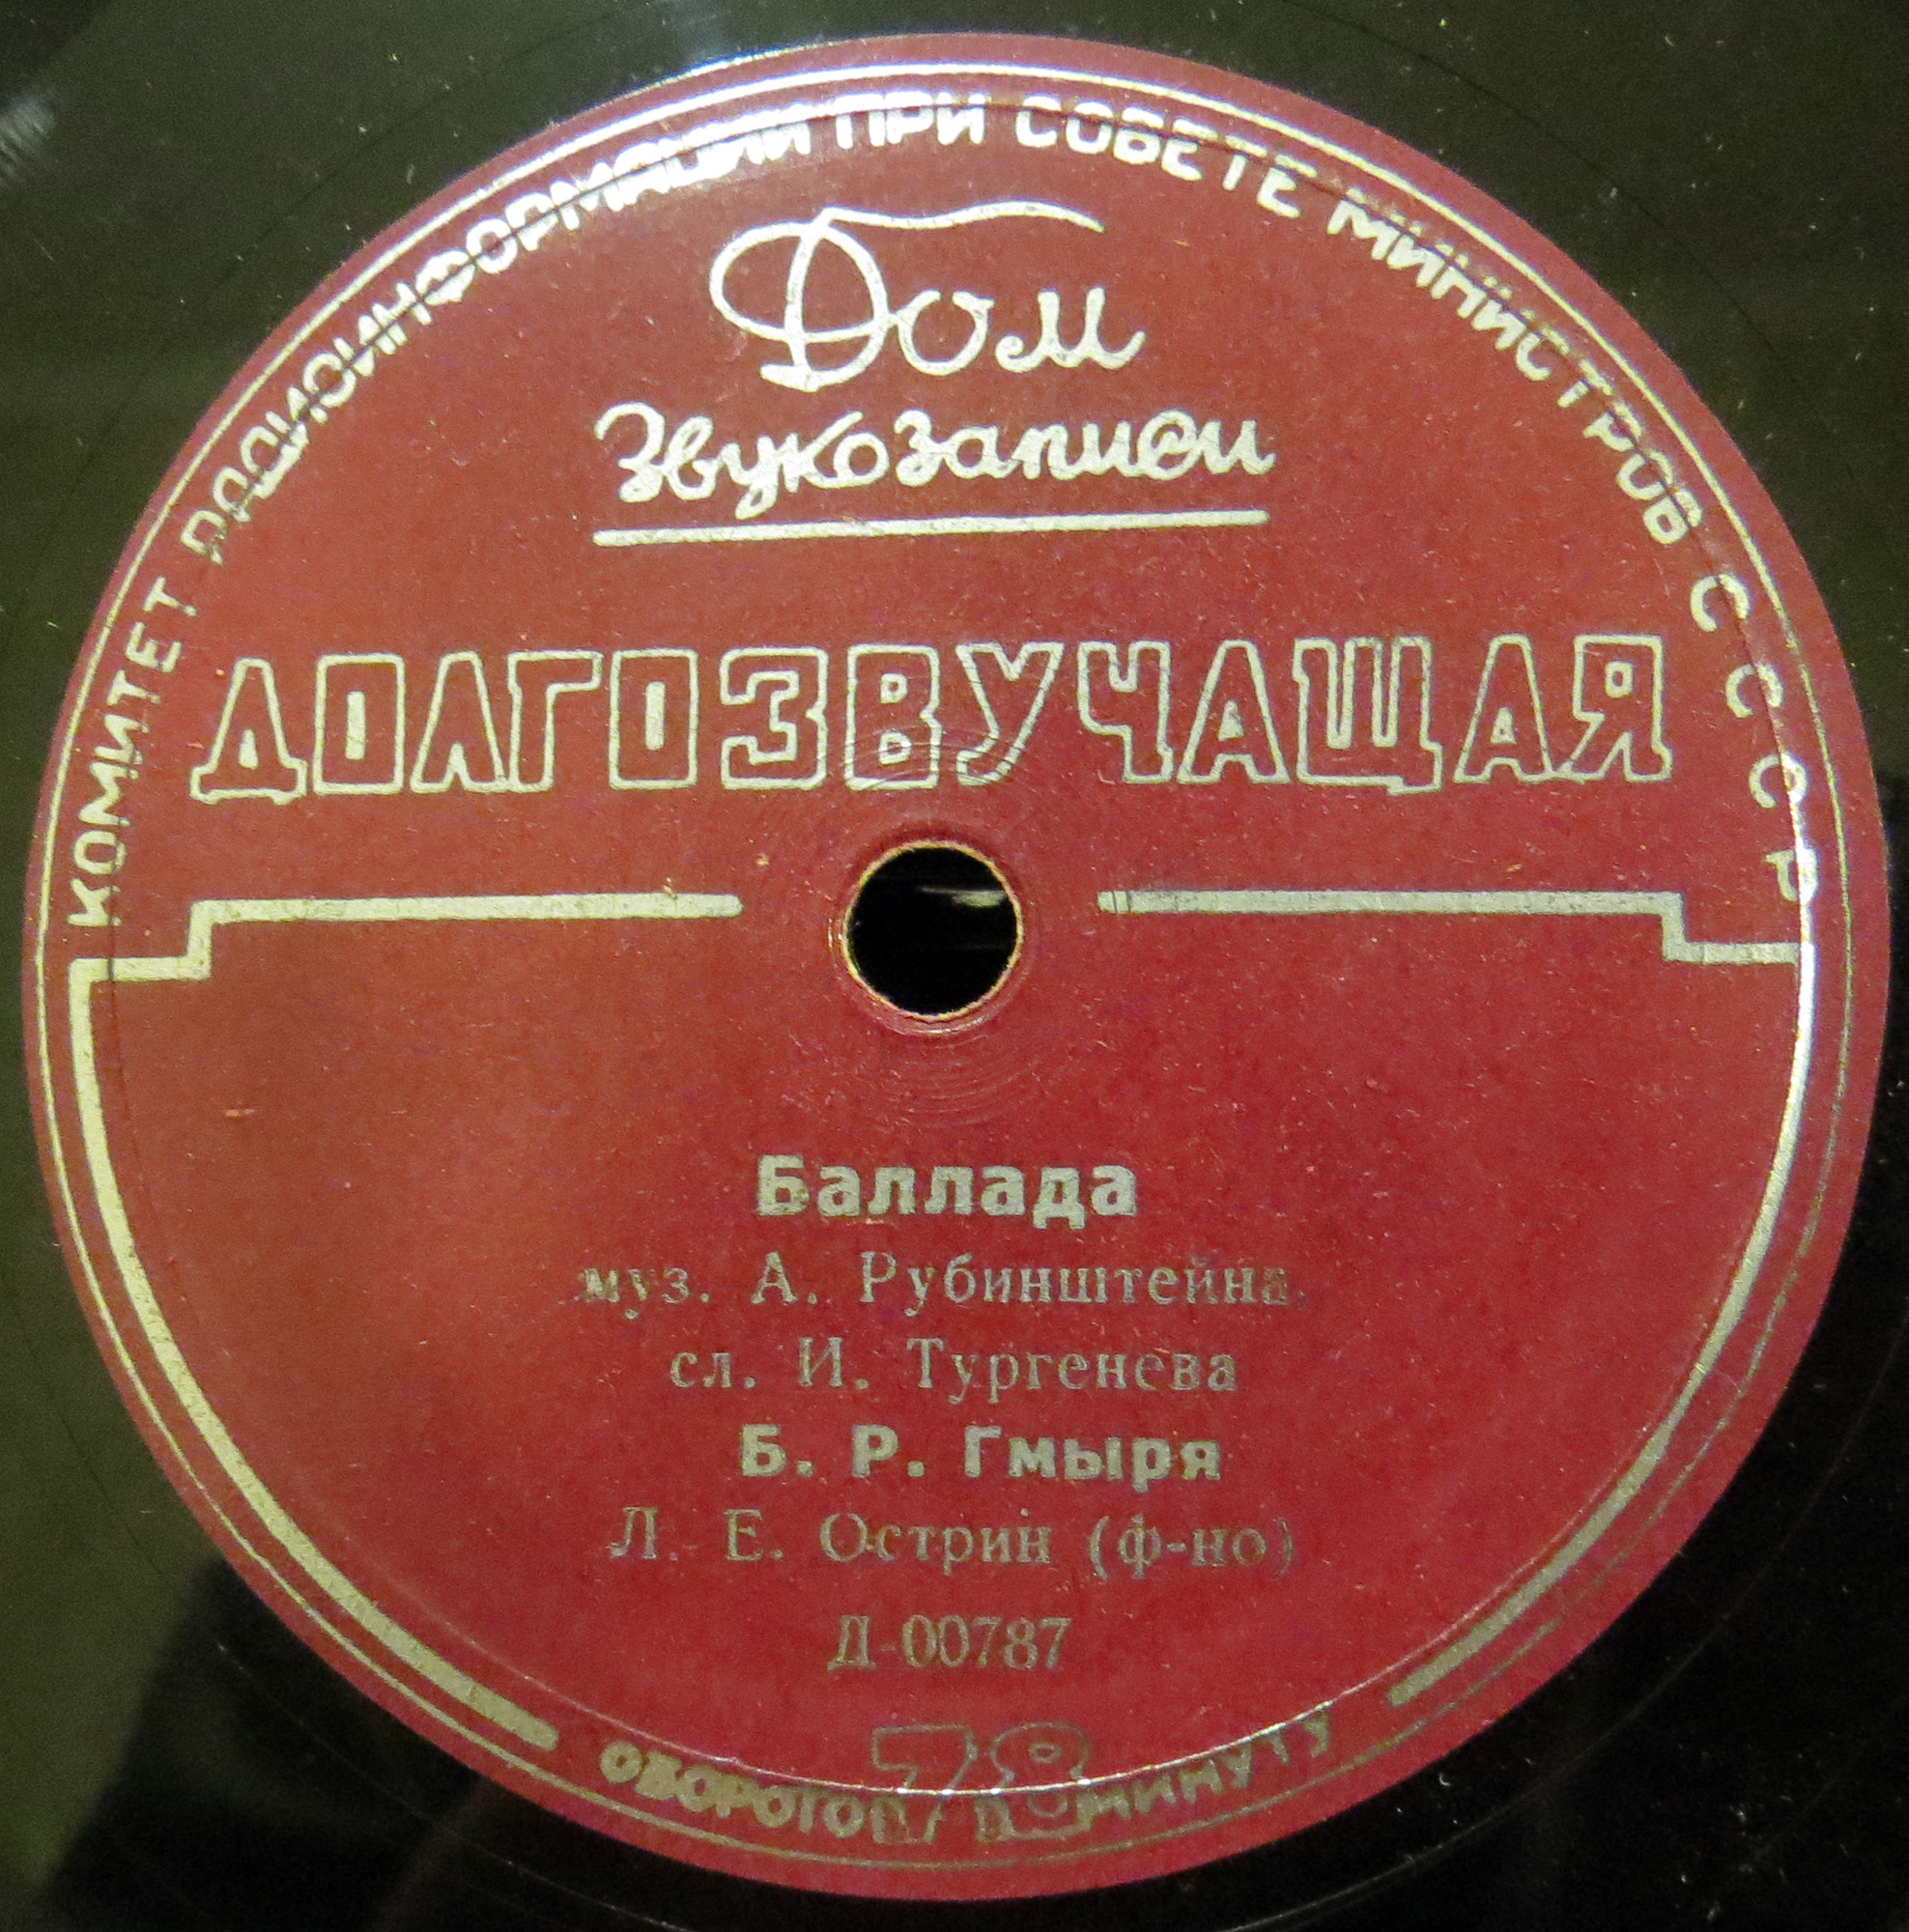 КОМИТЕТ РАДИОИНФОРМАЦИИ ПРИ СОВЕТЕ МИНИСТРОВ СССР
Дом
Звукозаписи
ДОЛГОЗВУЧАЩАЯ
Баллада
муз. А. Рубинштейна
сл. И. Тургенева
Б. Р. Гмыря
Л. Е. Острин (ф-но)
Д-00787
78
ОБОРОТОВ В МИНУТУ